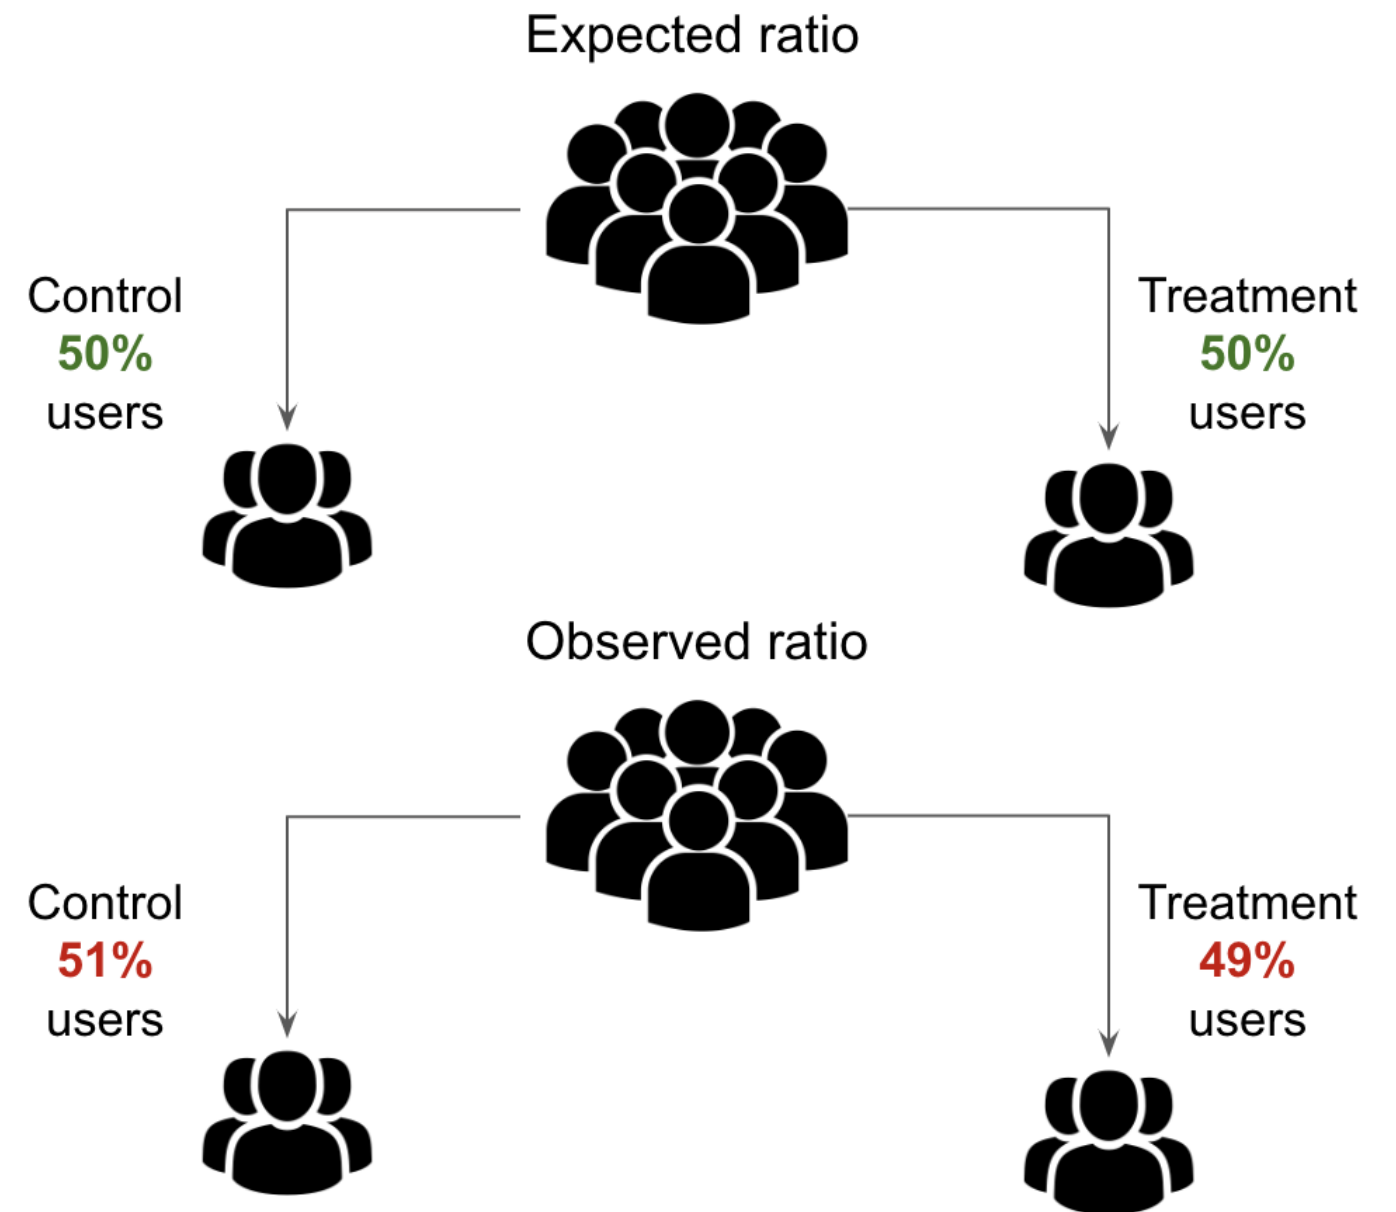 Expected ratio
Control
50%
users
Treatment
50%
users
Observed ratio
Control
51%
users
Treatment
49%
users